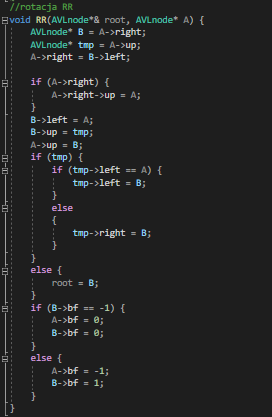 //rotacja RR
void RR(AVLnode*& root, AVLnode* A) {
AVLnode* B = A->right;
AVLnode* tmp = A->up;
A->right = B->left;
if (A->right) {
A->right->up = A;
}
B->left = A;
B->up = tmp;
A->up = B;
if (tmp) {
if (tmp->left == A) {
tmp->left = B;
}
else
{
tmp->right = B;
}
}
else {
root = B;
}
if (B->bf == -1) {
A->bf = 0;
B->bf = 0;
}
else {
A->bf = -1;
B->bf = 1;
}
}